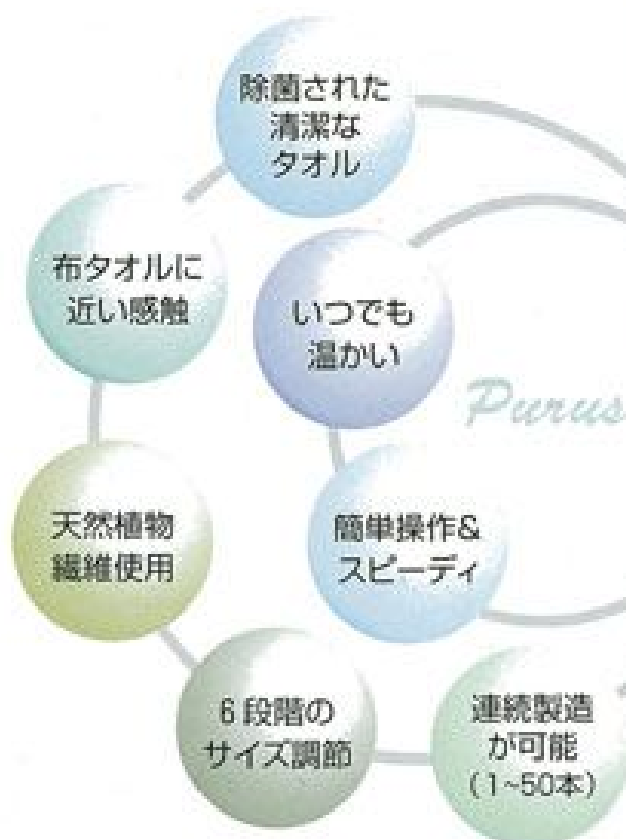 除菌された
清潔な
タオル
布タオルに
近い感触
いつでも
温かい
Purus
天然植物
繊維使用
簡単操作&
スピーディ
6段階の
サイズ調節
連続製造
が可能
(1~50本)